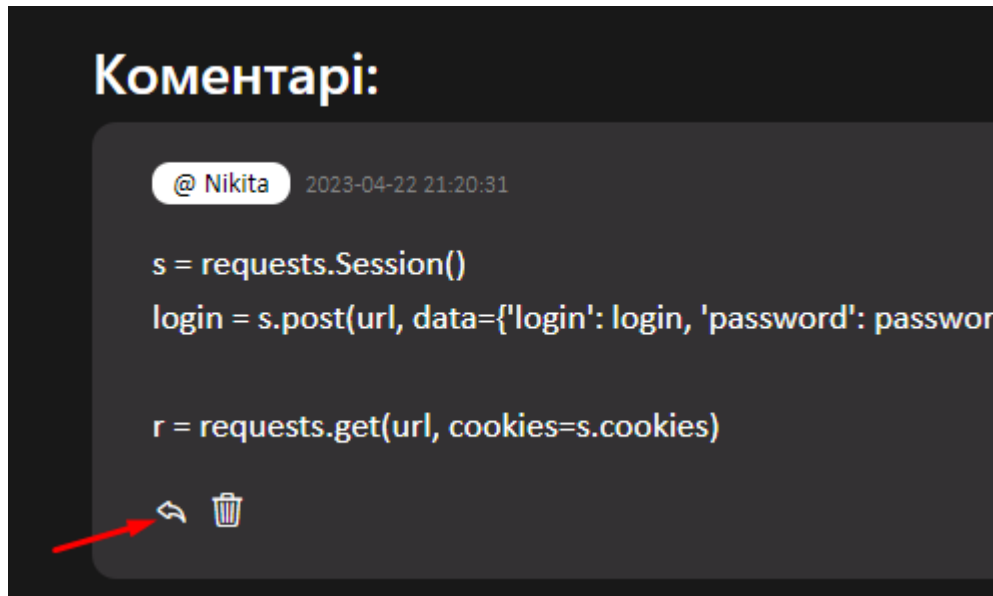 Коментарі:
@ Nikita 2023-04-22 21:20:31
s = requests.Session()
login = s.post(url, data={'login': login, 'password':
r = requests.get(url, cookies=s.cookies)